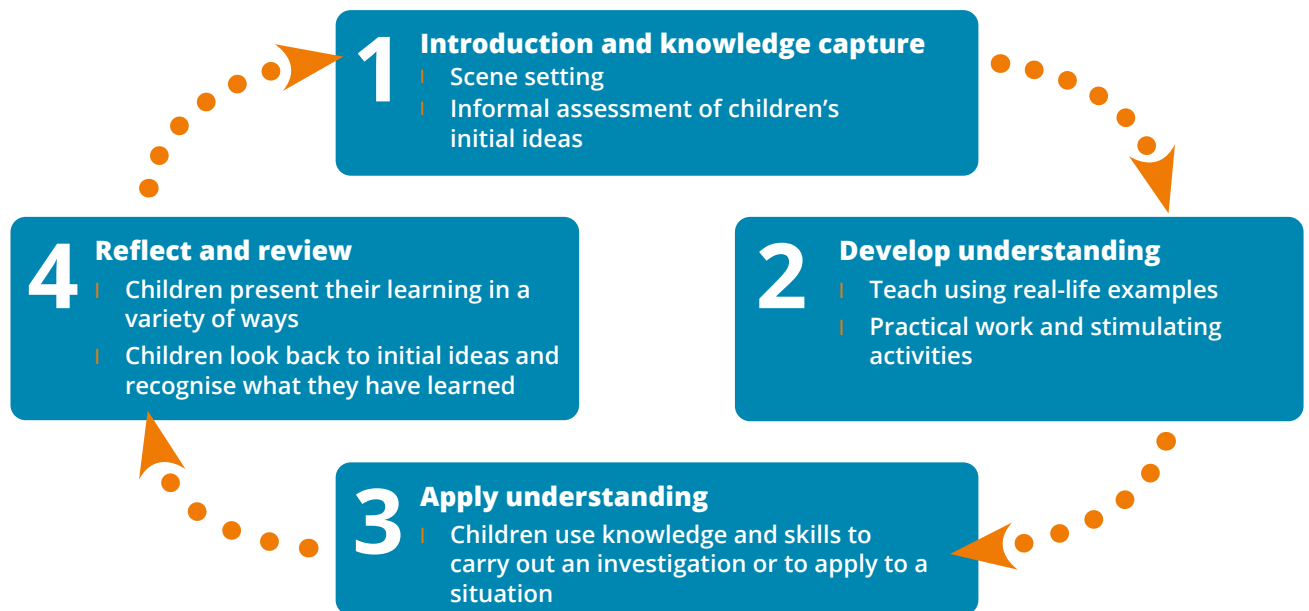 1
Introduction and knowledge capture
Scene setting
Informal assessment of children's
initial ideas
2
Develop understanding
Teach using real-life examples
Practical work and stimulating
activities
3
Apply understanding
Children use knowledge and skills to
carry out an investigation or to apply to a
situation
4
Reflect and review
Children present their learning in a
variety of ways
Children look back to initial ideas and
recognise what they have learned